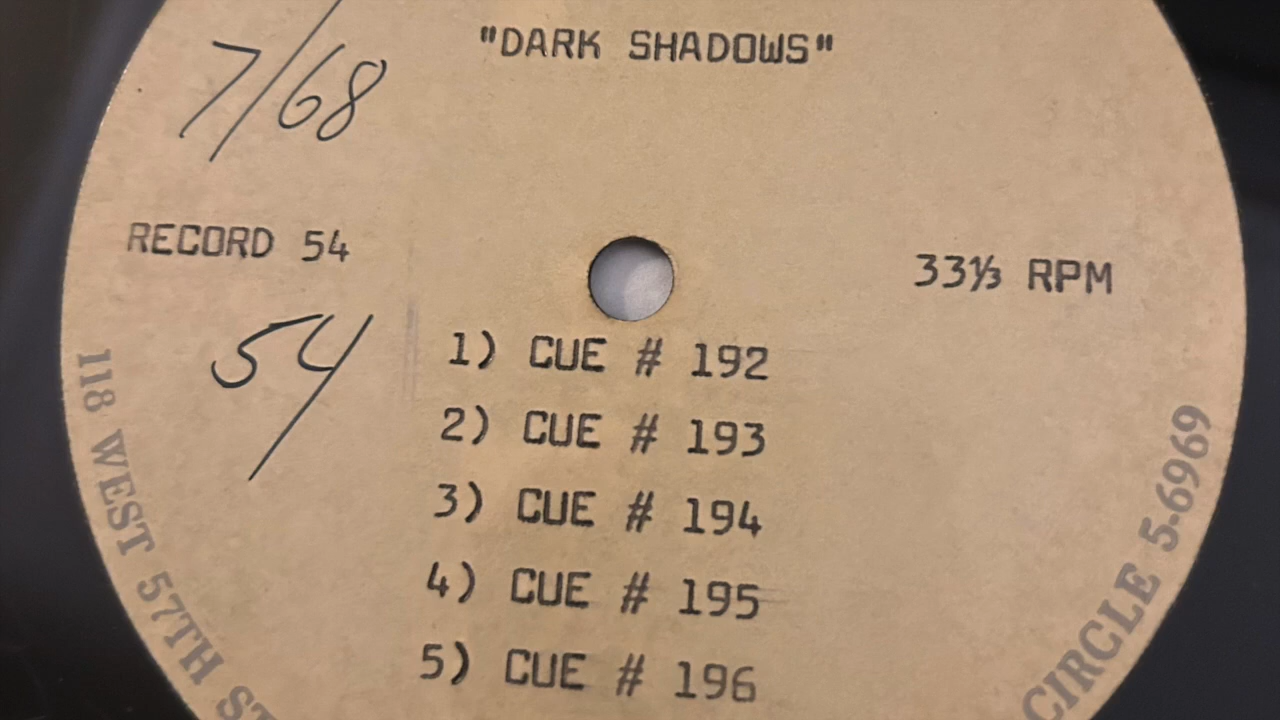 "DARK SHADOWS"
7/68
RECORD 54
33⅓ RPM
54
1) CUE # 192
2) CUE # 193
3) CUE # 194
4) CUE # 195
5) CUE # 196
118 WEST 57TH ST
CIRCLE 5-6969